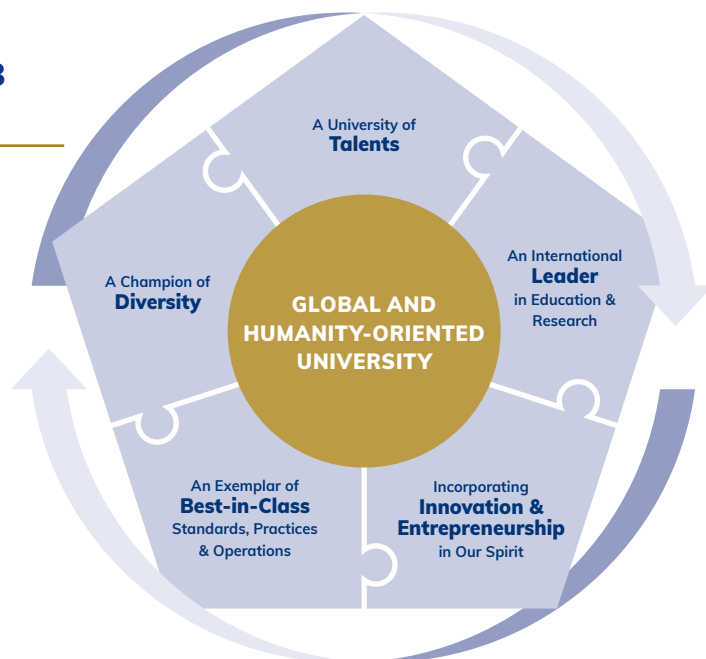 A University of
Talents
An International
Leader
in Education &
Research
A Champion of
Diversity
GLOBAL AND
HUMANITY-ORIENTED
UNIVERSITY
An Exemplar of
Best-in-Class
Standards, Practices
& Operations
Incorporating
Innovation &
Entrepreneurship
in Our Spirit